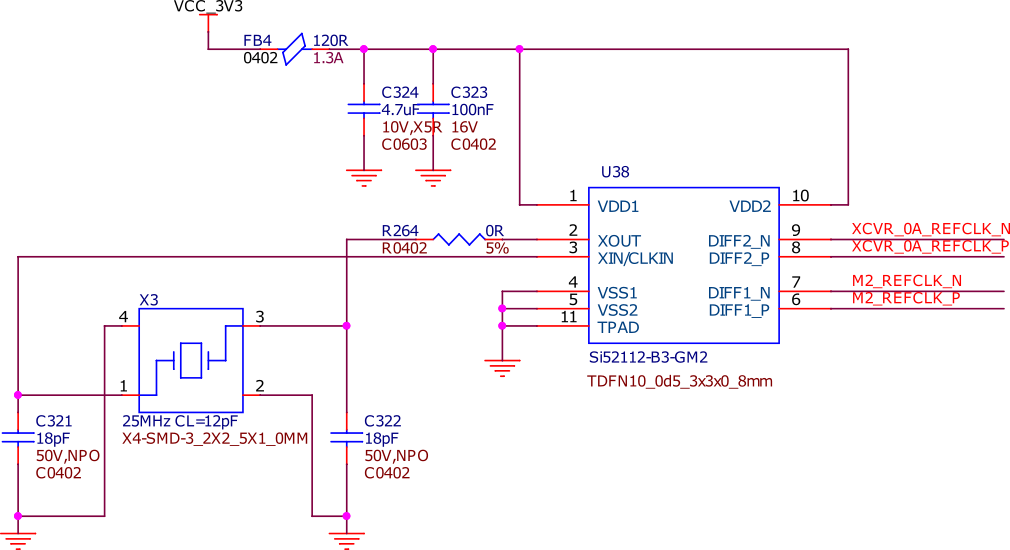 VCC_3V3
FB4 120R
0402 1.3A
C324
4.7uF
10V,X5R
C0603
C323
100nF
16V
C0402
U38
1 VDD1
VDD2 10
R264 0R
R0402 5%
2 XOUT
3 XIN/CLKIN
DIFF2_N 9 XCVR_0A_REFCLK_N
DIFF2_P 8 XCVR_0A_REFCLK_P
4 VSS1
5 VSS2
11 TPAD
DIFF1_N 7 M2_REFCLK_N
DIFF1_P 6 M2_REFCLK_P
Si52112-B3-GM2
TDFN10_0d5_3x3x0_8mm
X3
4 3
1 2
25MHz CL=12pF
X4-SMD-3_2X2_5X1_0MM
C321
18pF
50V,NPO
C0402
C322
18pF
50V,NPO
C0402